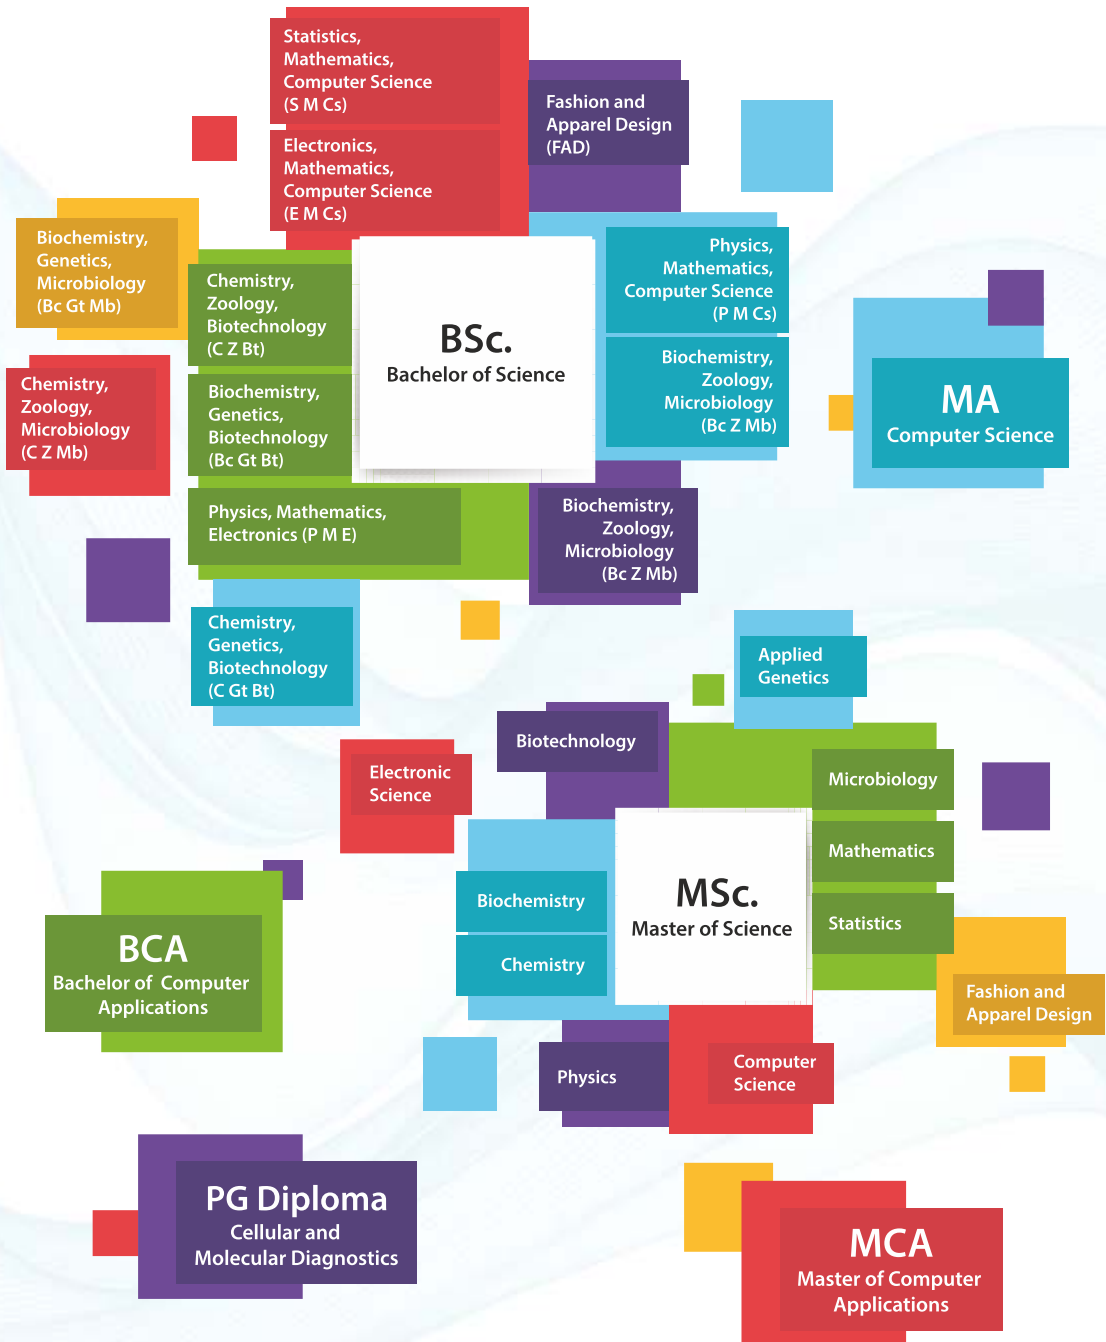 Statistics,
Mathematics,
Computer Science
(S M Cs)
Electronics,
Mathematics,
Computer Science
(E M Cs)
Fashion and
Apparel Design
(FAD)
Biochemistry,
Genetics,
Microbiology
(Bc Gt Mb)
Chemistry,
Zoology,
Biotechnology
(C Z Bt)
BSc.
Bachelor of Science
Physics,
Mathematics,
Computer Science
(P M Cs)
Chemistry,
Zoology,
Microbiology
(C Z Mb)
Biochemistry,
Genetics,
Biotechnology
(Bc Gt Bt)
Biochemistry,
Zoology,
Microbiology
(Bc Z Mb)
MA
Computer Science
Physics, Mathematics,
Electronics (P M E)
Biochemistry,
Zoology,
Microbiology
(Bc Z Mb)
Chemistry,
Genetics,
Biotechnology
(C Gt Bt)
Applied
Genetics
Biotechnology
Electronic
Science
Microbiology
Mathematics
Statistics
Biochemistry
Chemistry
MSc.
Master of Science
BCA
Bachelor of Computer
Applications
Fashion and
Apparel Design
Physics
Computer
Science
PG Diploma
Cellular and
Molecular Diagnostics
MCA
Master of Computer
Applications